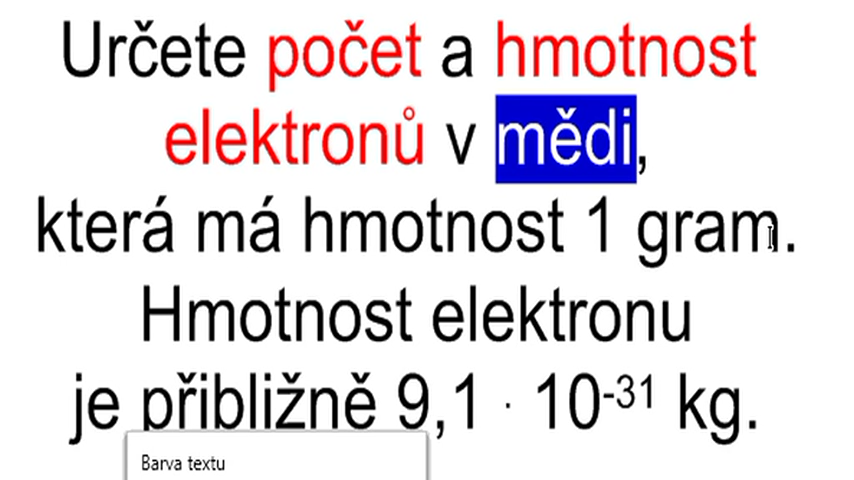 Určete počet a hmotnost
elektronů v mědi,
která má hmotnost 1 gram.
Hmotnost elektronu
je přibližně 9,1 · 10⁻³¹ kg.
Barva textu